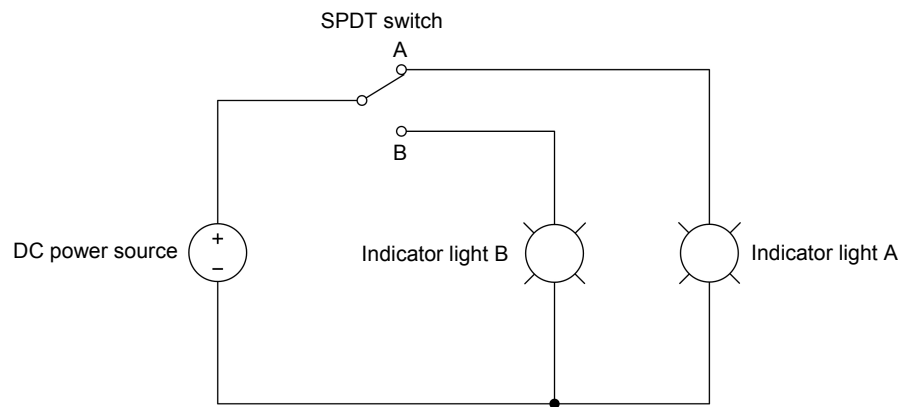 SPDT switch
A
B
DC power source
+
−
Indicator light B
Indicator light A